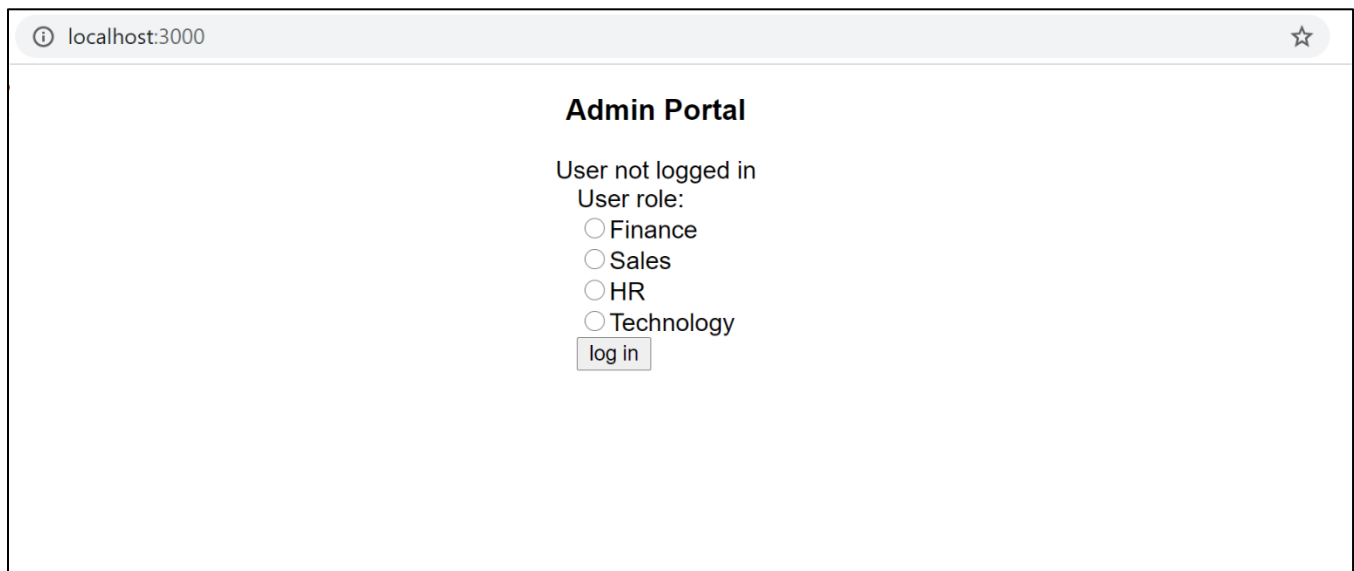 localhost:3000
Admin Portal
User not logged in
User role:
Finance
Sales
HR
Technology
log in